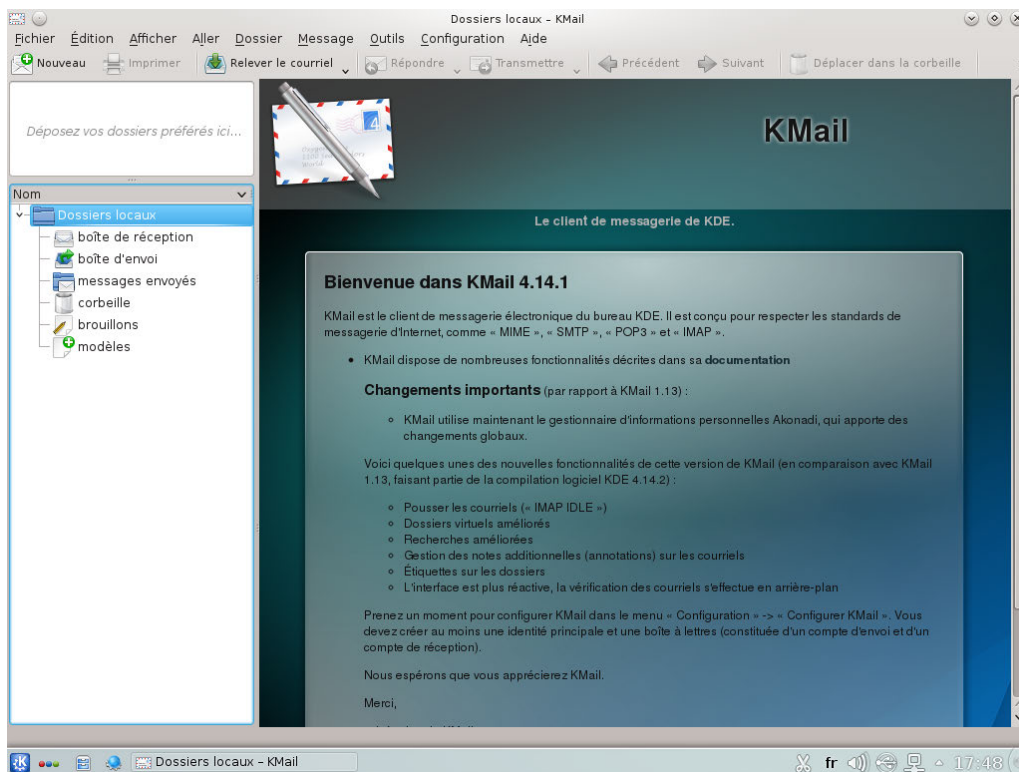 Dossiers locaux – KMail
Fichier Édition Afficher Aller Dossier Message Outils Configuration Aide
Nouveau Imprimer Relever le courriel Répondre Transmettre Précédent Suivant Déplacer dans la corbeille
Déposez vos dossiers préférés ici...
Nom
Dossiers locaux
boîte de réception
boîte d'envoi
messages envoyés
corbeille
brouillons
modèles
KMail
Le client de messagerie de KDE.
Bienvenue dans KMail 4.14.1
KMail est le client de messagerie électronique du bureau KDE. Il est conçu pour respecter les standards de
messagerie d'Internet, comme « MIME », « SMTP », « POP3 » et « IMAP ».
• KMail dispose de nombreuses fonctionnalités décrites dans sa documentation
Changements importants (par rapport à KMail 1.13) :
KMail utilise maintenant le gestionnaire d'informations personnelles Akonadi, qui apporte des
changements globaux.
Voici quelques unes des nouvelles fonctionnalités de cette version de KMail (en comparaison avec KMail
1.13, faisant partie de la compilation logiciel KDE 4.14.2) :
Pousser les courriels (« IMAP IDLE »)
Dossiers virtuels améliorés
Recherches améliorées
Gestion des notes additionnelles (annotations) sur les courriels
Étiquettes sur les dossiers
L'interface est plus réactive, la vérification des courriels s'effectue en arrière-plan
Prenez un moment pour configurer KMail dans le menu « Configuration » -> « Configurer KMail ». Vous
devez créer au moins une identité principale et une boîte à lettres (constituée d'un compte d'envoi et d'un
compte de réception).
Nous espérons que vous apprécierez KMail.
Merci,
Dossiers locaux – KMail
fr
17:48